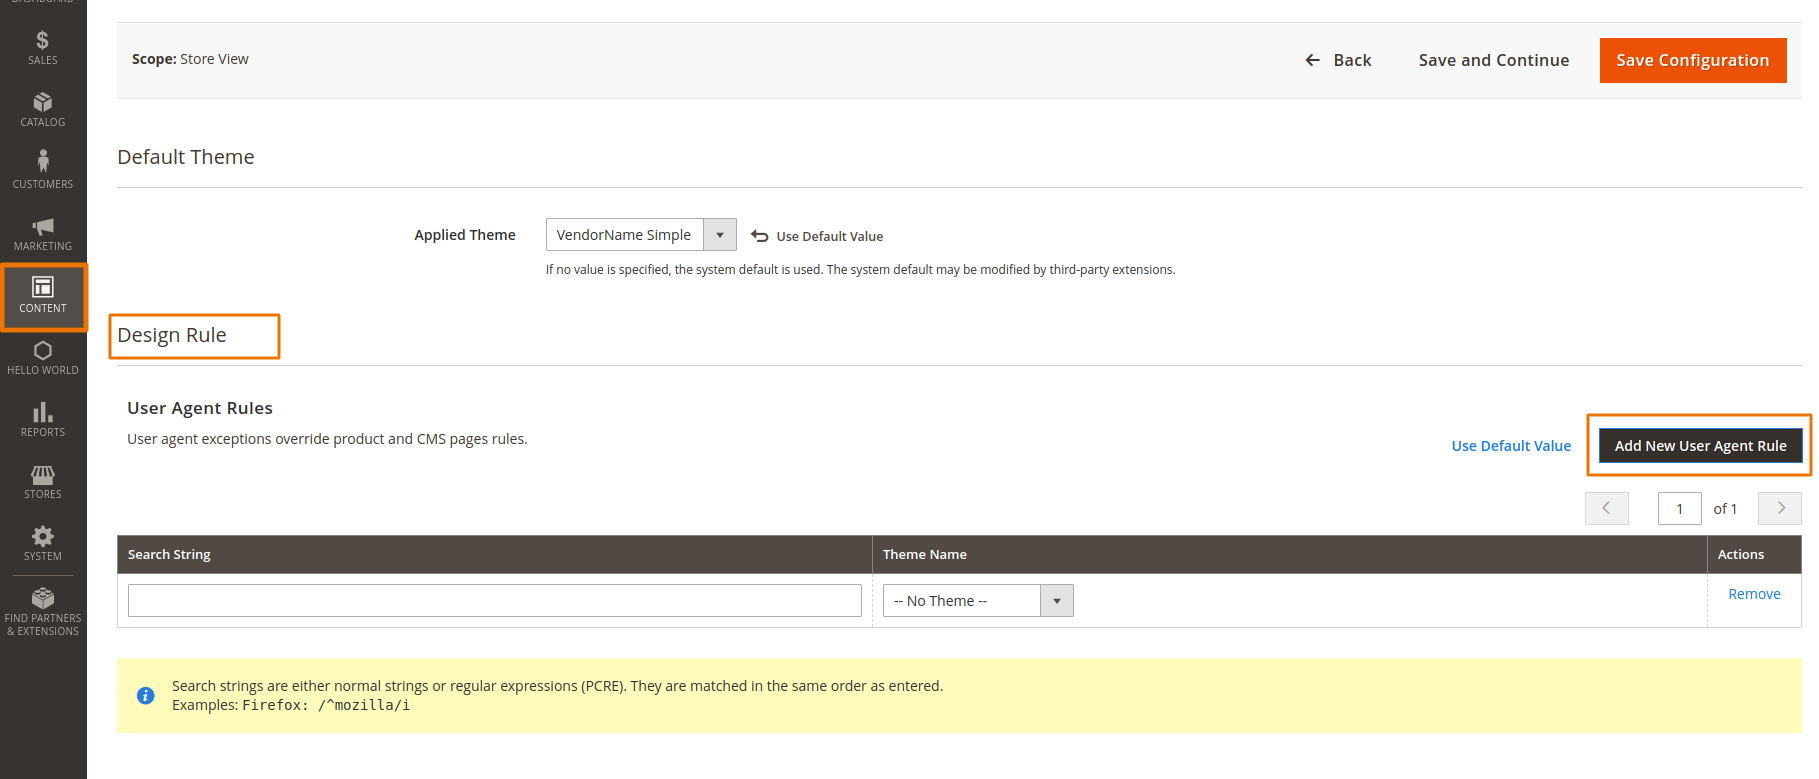 DASHBOARD
SALES
CATALOG
CUSTOMERS
MARKETING
CONTENT
HELLO WORLD
REPORTS
STORES
SYSTEM
FIND PARTNERS
& EXTENSIONS
Scope: Store View
Back
Save and Continue
Save Configuration
Default Theme
Applied Theme
VendorName Simple
Use Default Value
If no value is specified, the system default is used. The system default may be modified by third-party extensions.
Design Rule
User Agent Rules
User agent exceptions override product and CMS pages rules.
Use Default Value
Add New User Agent Rule
1
of 1
Search String
Theme Name
Actions
-- No Theme --
Remove
Search strings are either normal strings or regular expressions (PCRE). They are matched in the same order as entered.
Examples: Firefox: /^mozilla/i